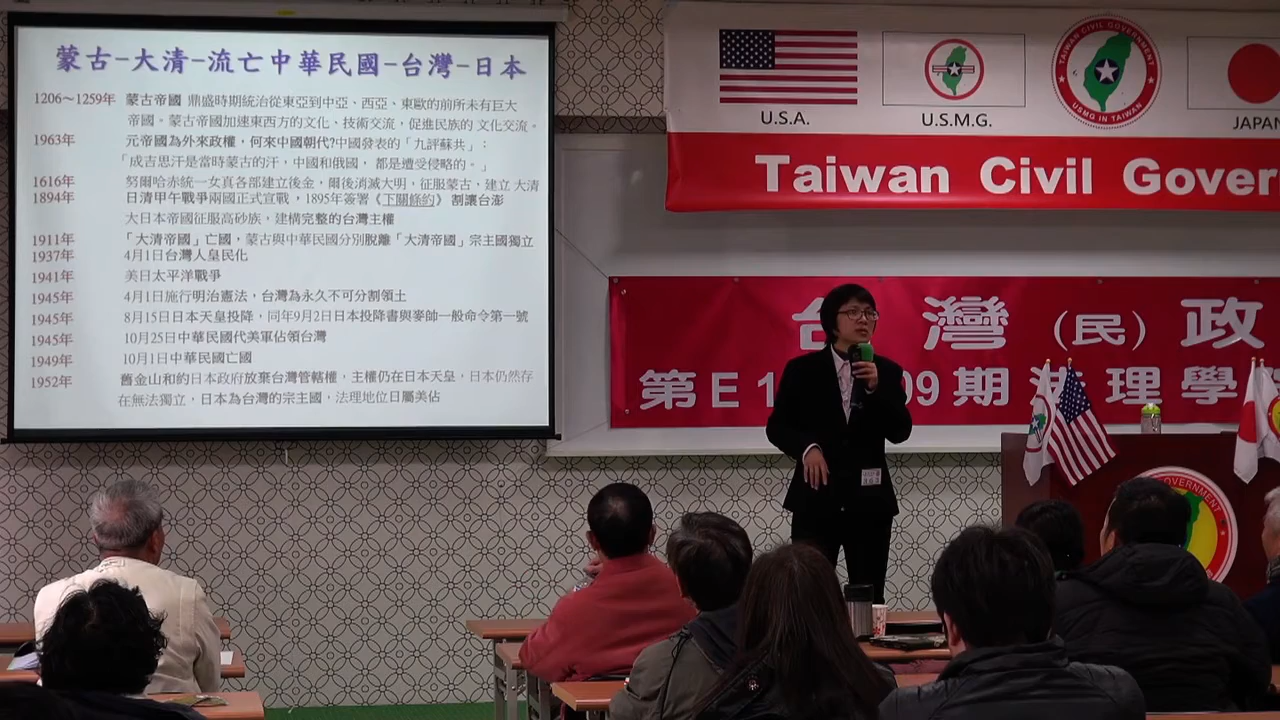 蒙古-大清-流亡中華民國-台灣-日本
1206～1259年 蒙古帝國 鼎盛時期統治從東亞到中亞、西亞、東歐的前所未有巨大
帝國。蒙古帝國加速東西方的文化、技術交流，促進民族的 文化交流。
1963年 元帝國為外來政權，何來中國朝代?中國發表的「九評蘇共」：
「成吉思汗是當時蒙古的汗，中國和俄國， 都是遭受侵略的。」
1616年 努爾哈赤統一女真各部建立後金，爾後消滅大明，征服蒙古，建立 大清
1894年 日清甲午戰爭兩國正式宣戰，1895年簽署《下關條約》 割讓台澎
大日本帝國征服高砂族，建構完整的台灣主權
1911年 「大清帝國」亡國，蒙古與中華民國分別脫離「大清帝國」宗主國獨立
1937年 4月1日台灣人皇民化
1941年 美日太平洋戰爭
1945年 4月1日施行明治憲法，台灣為永久不可分割領土
1945年 8月15日日本天皇投降，同年9月2日日本投降書與麥帥一般命令第一號
1945年 10月25日中華民國代美軍佔領台灣
1949年 10月1日中華民國亡國
1952年 舊金山和約日本政府放棄台灣管轄權，主權仍在日本天皇，日本仍然存
在無法獨立，日本為台灣的宗主國，法理地位日屬美佔
U.S.A.
U.S.M.G.
TAIWAN CIVIL GOVERNMENT
USMG IN TAIWAN
JAPAN
Taiwan Civil Gover
台灣(民)政
第E1 09期法理學
GOVERNMENT